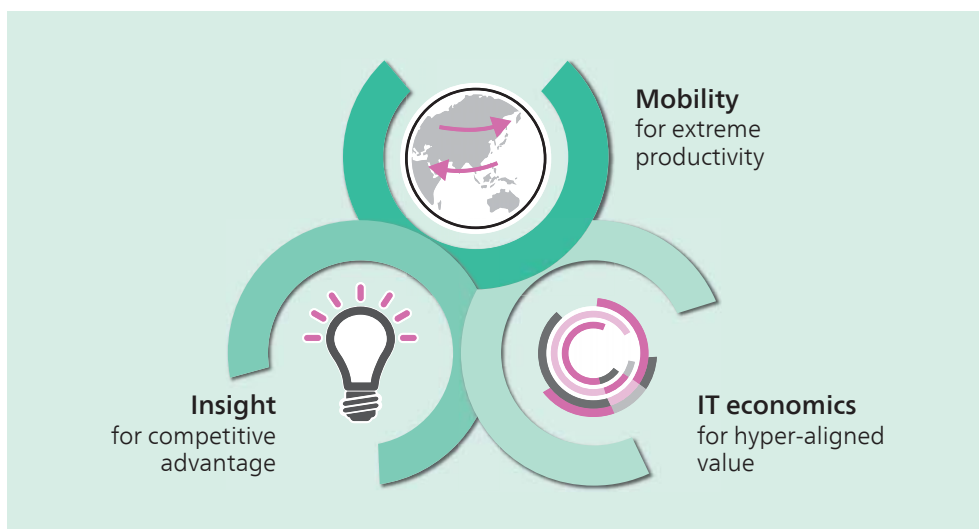 Mobility
for extreme
productivity
Insight
for competitive
advantage
IT economics
for hyper-aligned
value